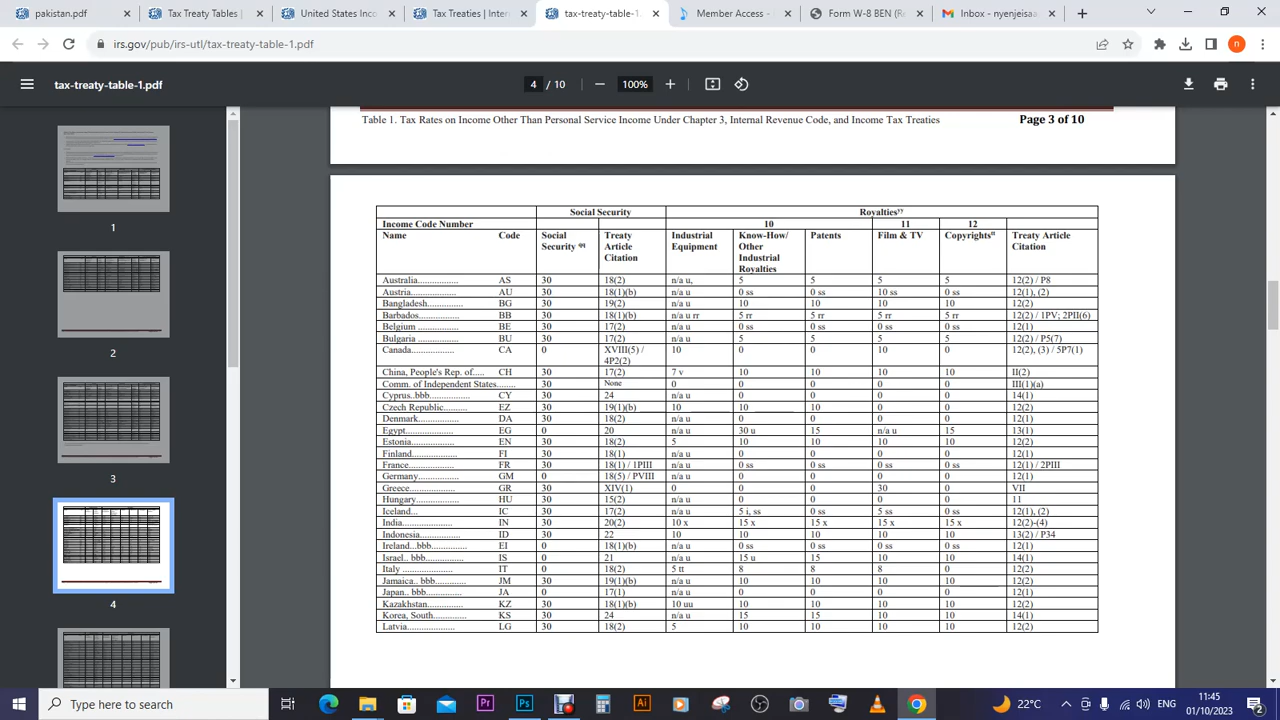 pakistan.pdf
Tax Treaty Tables |
United States Inco
Tax Treaties | Inter
tax-treaty-table-1.
Member Access -
Form W-8 BEN (Re
Inbox - nyenjeisaa
irs.gov/pub/irs-utl/tax-treaty-table-1.pdf
n
tax-treaty-table-1.pdf
4 / 10
100%
1
2
3
4
Table 1. Tax Rates on Income Other Than Personal Service Income Under Chapter 3, Internal Revenue Code, and Income Tax Treaties Page 3 of 10
Social Security Royaltiesʸʸ
Income Code Number 10 11 12
Name Code Social Security qq Treaty Article Citation Industrial Equipment Know-How/ Other Industrial Royalties Patents Film & TV Copyrights Treaty Article Citation
Australia................ AS 30 18(2) n/a u, 5 5 5 5 12(2) / P8
Austria.................. AU 30 18(1)(b) n/a u 0 ss 0 ss 10 ss 0 ss 12(1), (2)
Bangladesh.............. BG 30 19(2) n/a u 10 10 10 10 12(2)
Barbados................ BB 30 18(1)(b) n/a u rr 5 rr 5 rr 5 rr 5 rr 12(2) / 1PV; 2PII(6)
Belgium ................ BE 30 17(2) n/a u 0 ss 0 ss 0 ss 0 ss 12(1)
Bulgaria ................ BU 30 17(2) n/a u 5 5 5 5 12(2) / P5(7)
Canada.................. CA 0 XVIII(5) / 4P2(2) 10 0 0 10 0 12(2), (3) / 5P7(1)
China, People's Rep. of..... CH 30 17(2) 7 v 10 10 10 10 II(2)
Comm. of Independent States........ 30 None 0 0 0 0 0 III(1)(a)
Cyprus..bbb................ CY 30 24 n/a u 0 0 0 0 14(1)
Czech Republic.......... EZ 30 19(1)(b) 10 10 10 0 0 12(2)
Denmark................ DA 30 18(2) n/a u 0 0 0 0 12(1)
Egypt.................... EG 0 20 n/a u 30 u 15 n/a u 15 13(1)
Estonia.................. EN 30 18(2) 5 10 10 10 10 12(2)
Finland.................. FI 30 18(1) n/a u 0 0 0 0 12(1)
France.................. FR 30 18(1) / 1PIII n/a u 0 ss 0 ss 0 ss 0 ss 12(1) / 2PIII
Germany................ GM 0 18(5) / PVIII n/a u 0 0 0 0 12(1)
Greece.................. GR 30 XIV(1) 0 0 0 30 0 VII
Hungary................ HU 30 15(2) n/a u 0 0 0 0 11
Iceland... IC 30 17(2) n/a u 5 i, ss 0 ss 5 ss 0 ss 12(1), (2)
India.................... IN 30 20(2) 10 x 15 x 15 x 15 x 15 x 12(2)-(4)
Indonesia................ ID 30 22 10 10 10 10 10 13(2) / P34
Ireland...bbb.............. EI 0 18(1)(b) n/a u 0 ss 0 ss 0 ss 0 ss 12(1)
Israel.. bbb................ IS 0 21 n/a u 15 u 15 10 10 14(1)
Italy .................... IT 0 18(2) 5 tt 8 8 8 0 12(2)
Jamaica.. bbb............ JM 30 19(1)(b) n/a u 10 10 10 10 12(2)
Japan.. bbb.............. JA 0 17(1) n/a u 0 0 0 0 12(1)
Kazakhstan.............. KZ 30 18(1)(b) 10 uu 10 10 10 10 12(2)
Korea, South............. KS 30 24 n/a u 15 15 10 10 14(1)
Latvia................... LG 30 18(2) 5 10 10 10 10 12(2)
Type here to search
Pr
Ps
Ai
22°C
ENG
11:45
01/10/2023
2